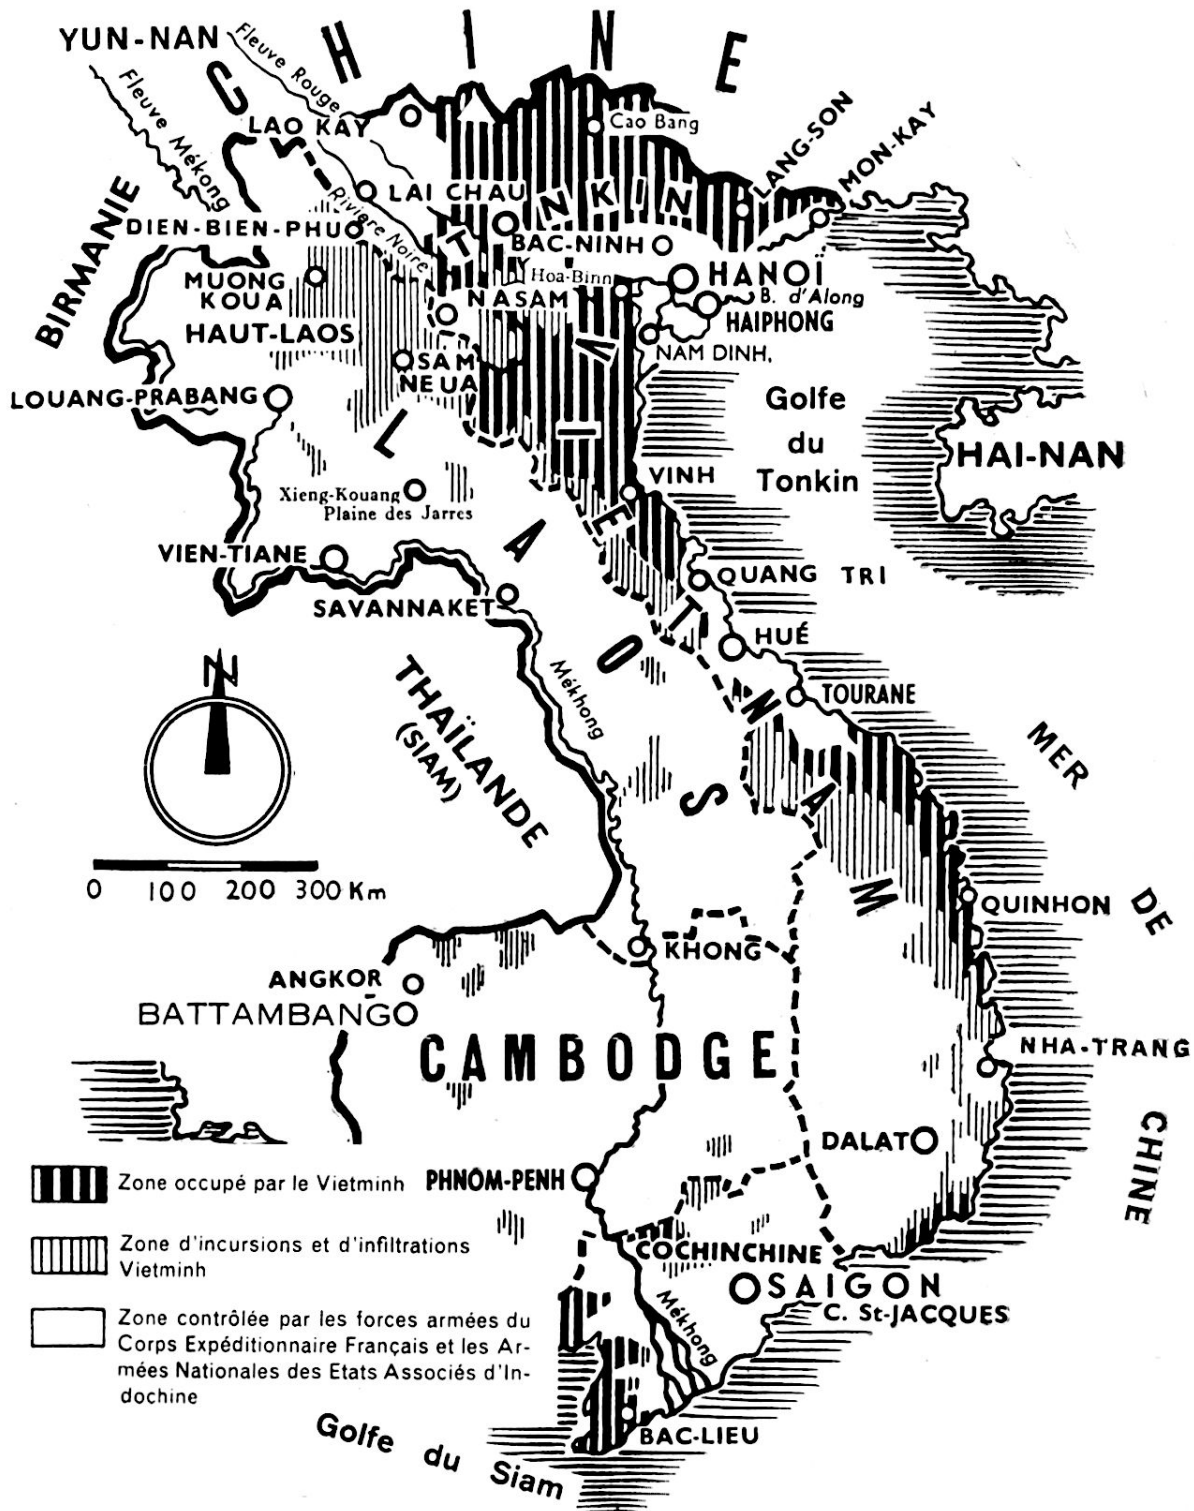 CHINE
YUN-NAN
Fleuve Rouge
Fleuve Mékong
LAO KAY
Cao Bang
LANG-SON
MON-KAY
BIRMANIE
LAI CHAU
TONKIN
Rivière Noire
DIEN-BIEN-PHU
BAC-NINH
HANOÏ
MUONG
KOUA
Hoa-Binn
NASAM
B. d'Along
HAIPHONG
HAUT-LAOS
NAM DINH,
SAM
NEUA
LOUANG-PRABANG
Golfe
du
Tonkin
HAI-NAN
LAOS
VIET NAM
Xieng-Kouang
Plaine des Jarres
VINH
VIEN-TIANE
QUANG TRI
SAVANNAKET
HUÉ
N
Mékhong
TOURANE
THAÏLANDE
(SIAM)
MER DE CHINE
0 100 200 300 Km
QUINHON
KHONG
ANGKOR
BATTAMBANG
CAMBODGE
NHA-TRANG
DALAT
PHNÔM-PENH
Zone occupé par le Vietminh
Zone d'incursions et d'infiltrations
Vietminh
COCHINCHINE
SAIGON
C. St-JACQUES
Mékhong
Zone contrôlée par les forces armées du
Corps Expéditionnaire Français et les Ar-
mées Nationales des Etats Associés d'In-
dochine
BAC-LIEU
Golfe du Siam